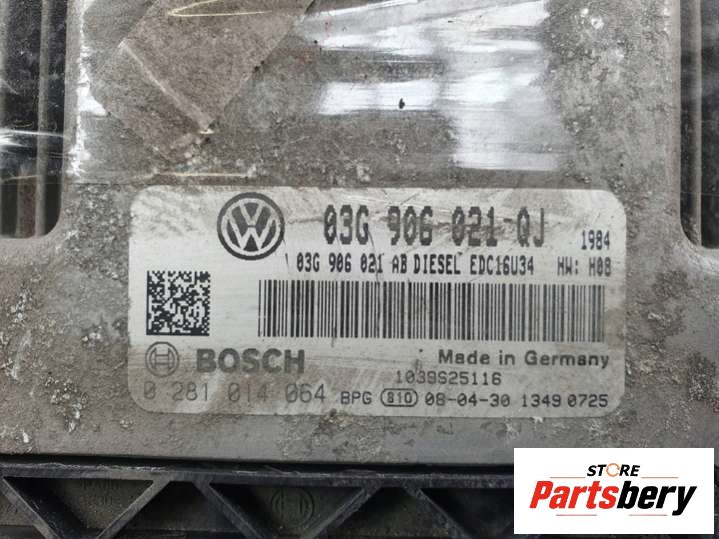 03G 906 021 QJ 1984
03G 906 021 AB DIESEL EDC16U34 HW: H08
BOSCH Made in Germany
1039S25116
0 281 014 064 BPG 810 08-04-30 1349 0725
BOSCH
STORE
Partsbery